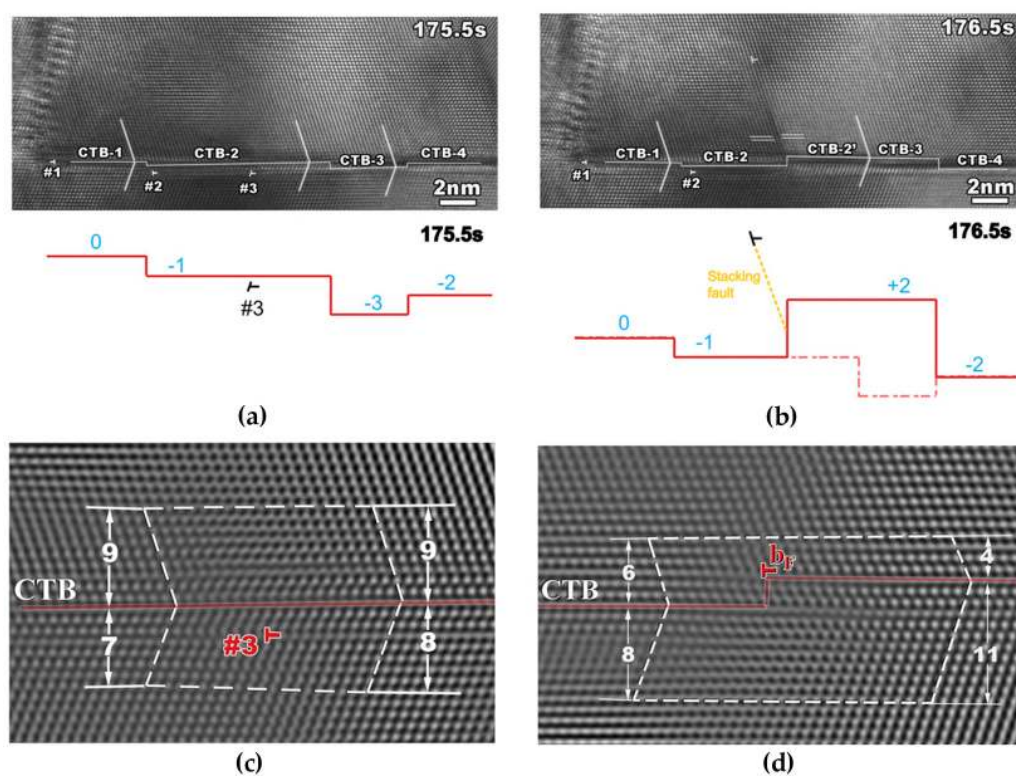 175.5s
CTB-1
CTB-2
CTB-3
CTB-4
#1
#2
#3
2nm
175.5s
0
-1
#3
-3
-2
(a)
176.5s
CTB-1
CTB-2
CTB-2'
CTB-3
CTB-4
#1
#2
2nm
176.5s
Stacking
fault
0
-1
+2
-2
(b)
9
9
CTB
7
#3
8
(c)
6
bF
4
CTB
8
11
(d)